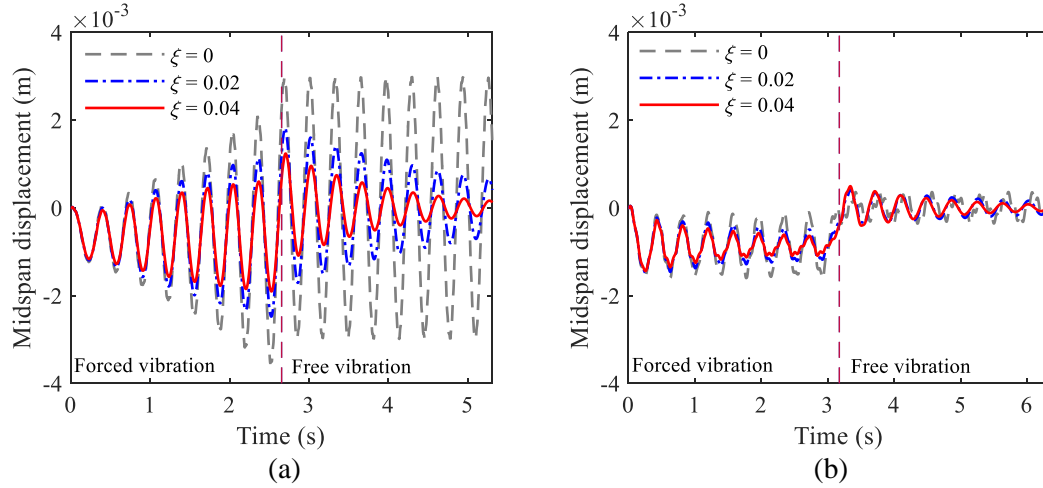 ×10⁻³
4
ξ = 0
ξ = 0.02
ξ = 0.04
2
0
-2
-4
Midspan displacement (m)
Forced vibration
Free vibration
0 1 2 3 4 5
Time (s)
(a)
×10⁻³
4
ξ = 0
ξ = 0.02
ξ = 0.04
2
0
-2
-4
Midspan displacement (m)
Forced vibration
Free vibration
0 1 2 3 4 5 6
Time (s)
(b)